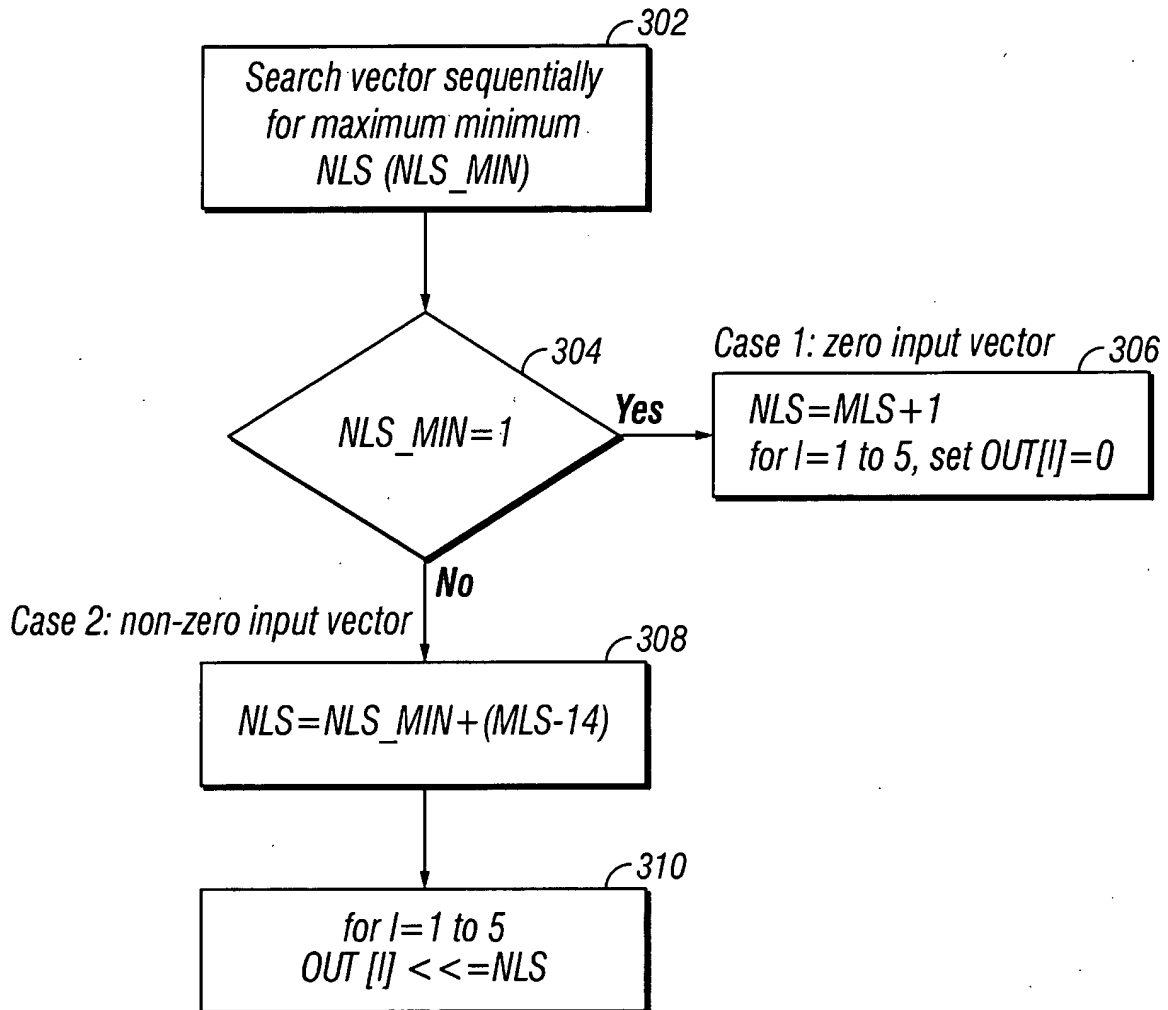 302
Search vector sequentially
for maximum minimum
NLS (NLS_MIN)
304
NLS_MIN=1
Yes
Case 1: zero input vector
306
NLS=MLS+1
for I=1 to 5, set OUT[I]=0
No
Case 2: non-zero input vector
308
NLS=NLS_MIN+(MLS-14)
310
for I=1 to 5
OUT [I] < <=NLS